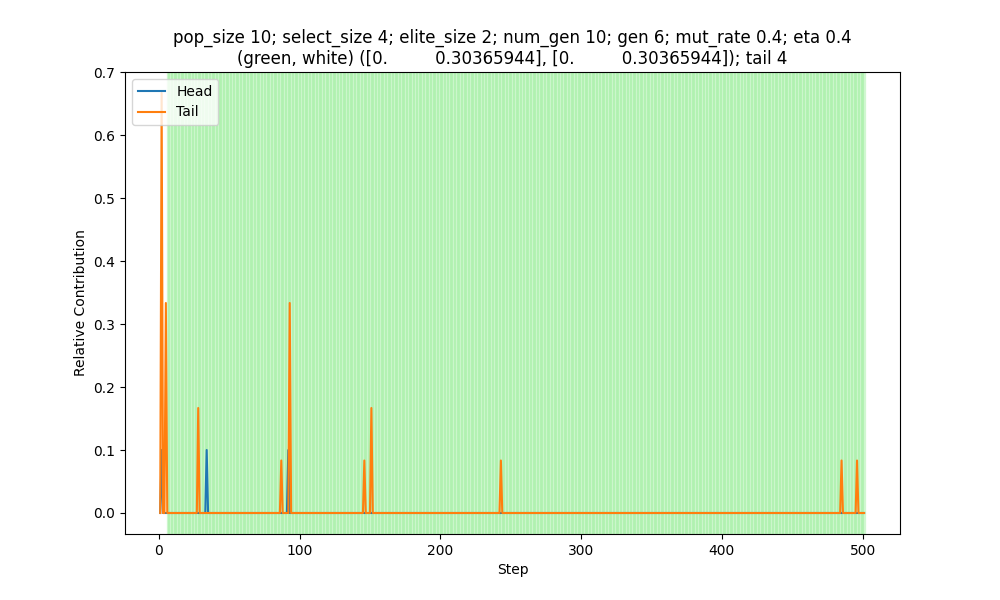 pop_size 10; select_size 4; elite_size 2; num_gen 10; gen 6; mut_rate 0.4; eta 0.4
(green, white) ([0. 0.30365944], [0. 0.30365944]); tail 4
Head
Tail
0.7
0.6
0.5
0.4
0.3
0.2
0.1
0.0
Relative Contribution
0 100 200 300 400 500
Step